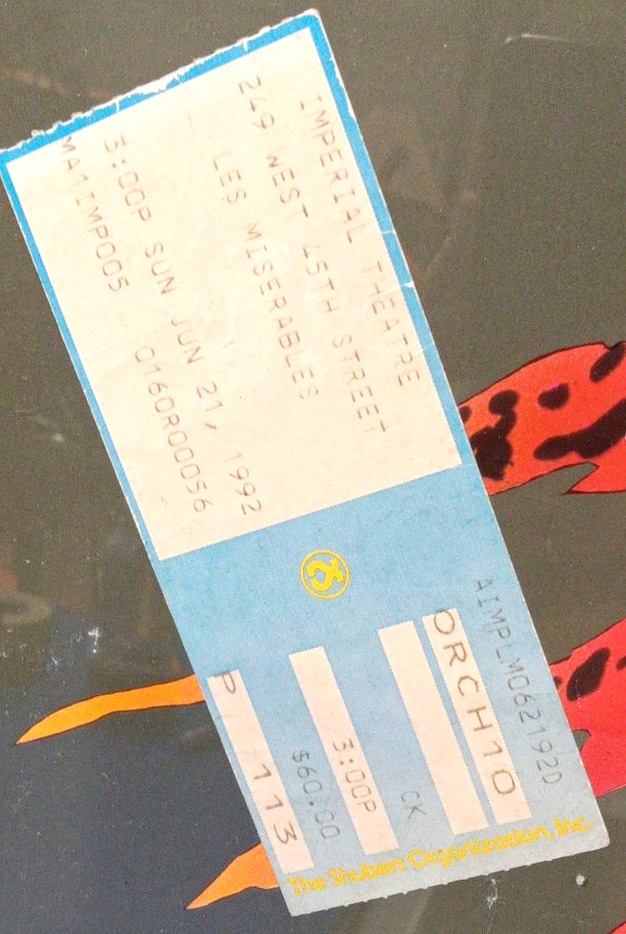 IMPERIAL THEATRE
249 WEST 45TH STREET
LES MISERABLES
3:00P SUN JUN 21, 1992
MA1IMP005 0160R00056
AIMPLM0621920
ORCH10
CK
3:00P
$60.00
P 113
The Shubert Organization, Inc.